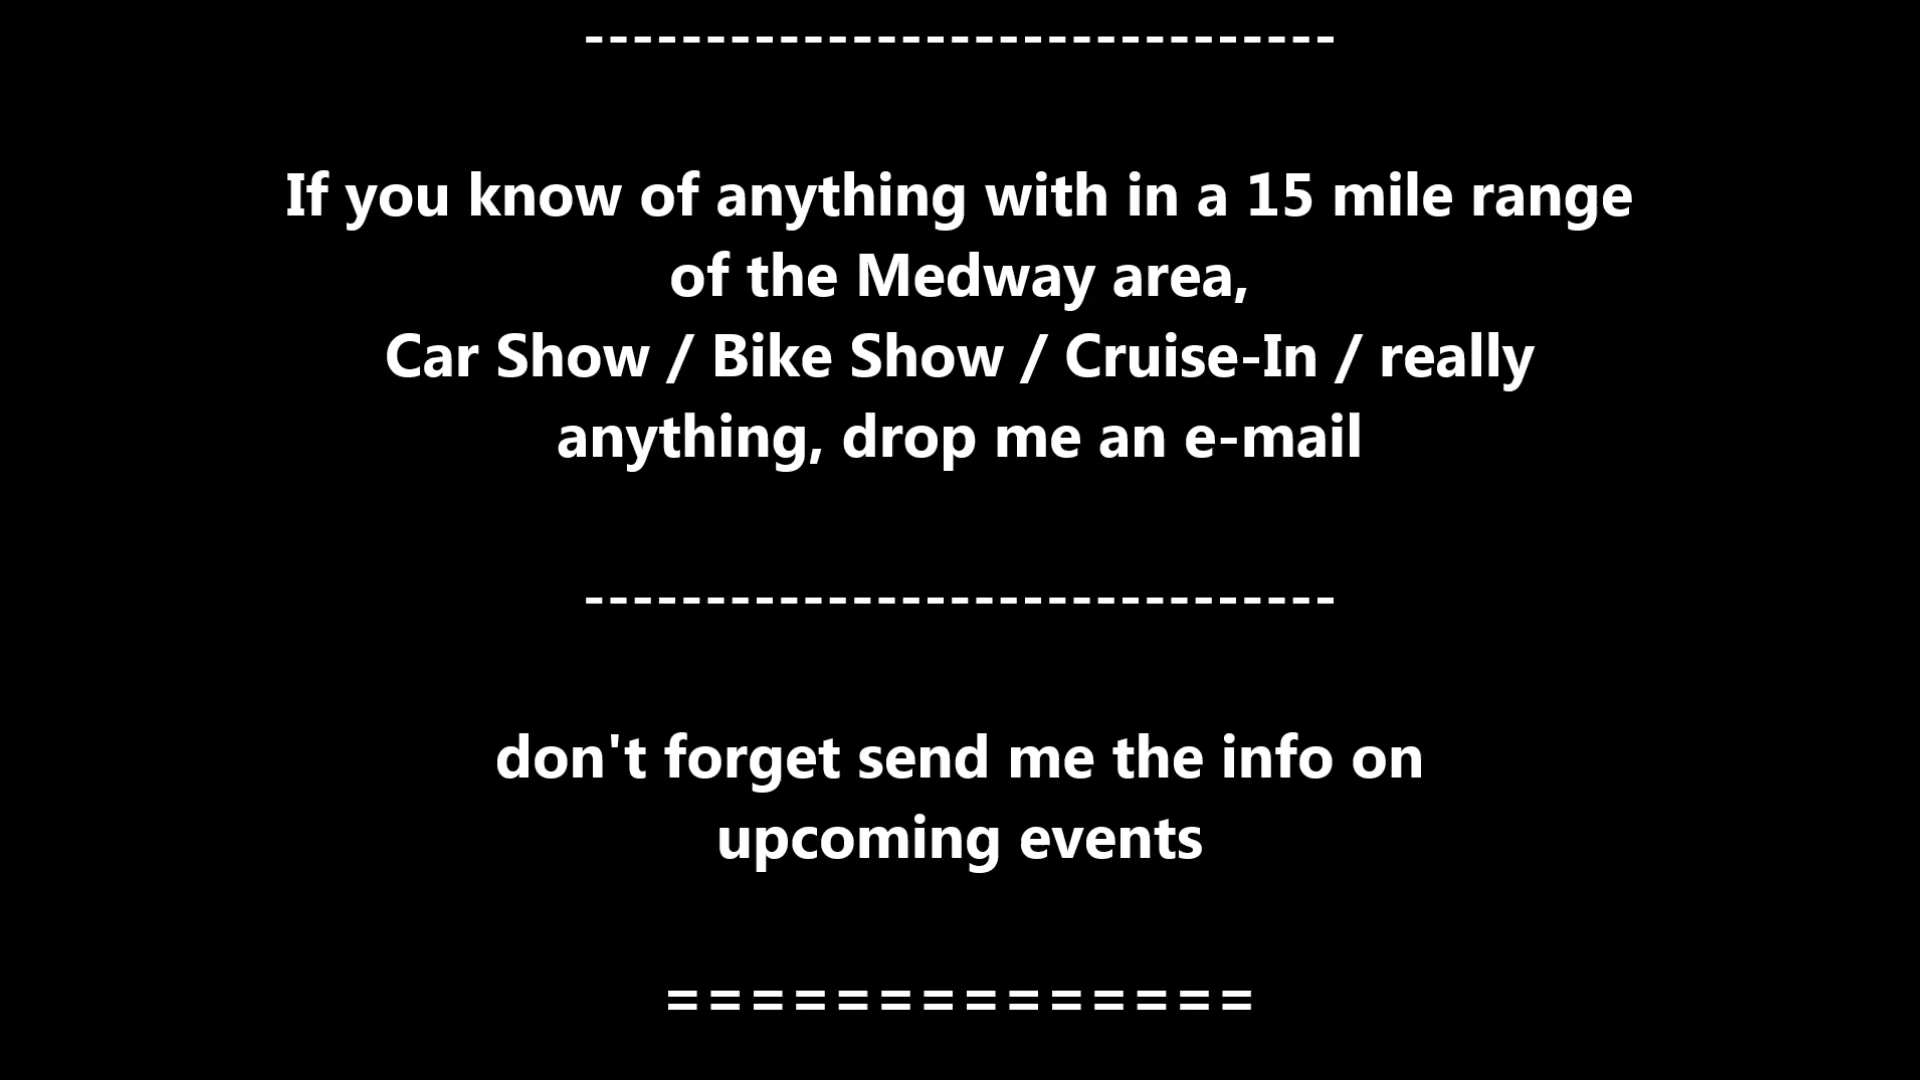 -------------------------------
If you know of anything with in a 15 mile range
of the Medway area,
Car Show / Bike Show / Cruise-In / really
anything, drop me an e-mail
-------------------------------
don't forget send me the info on
upcoming events
==============